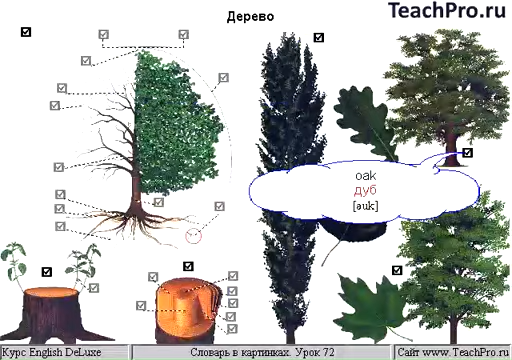 Дерево
TeachPro.ru
oak
дуб
[əuk]
Курс English DeLuxe
Словарь в картинках. Урок 72
Сайт www.TeachPro.ru